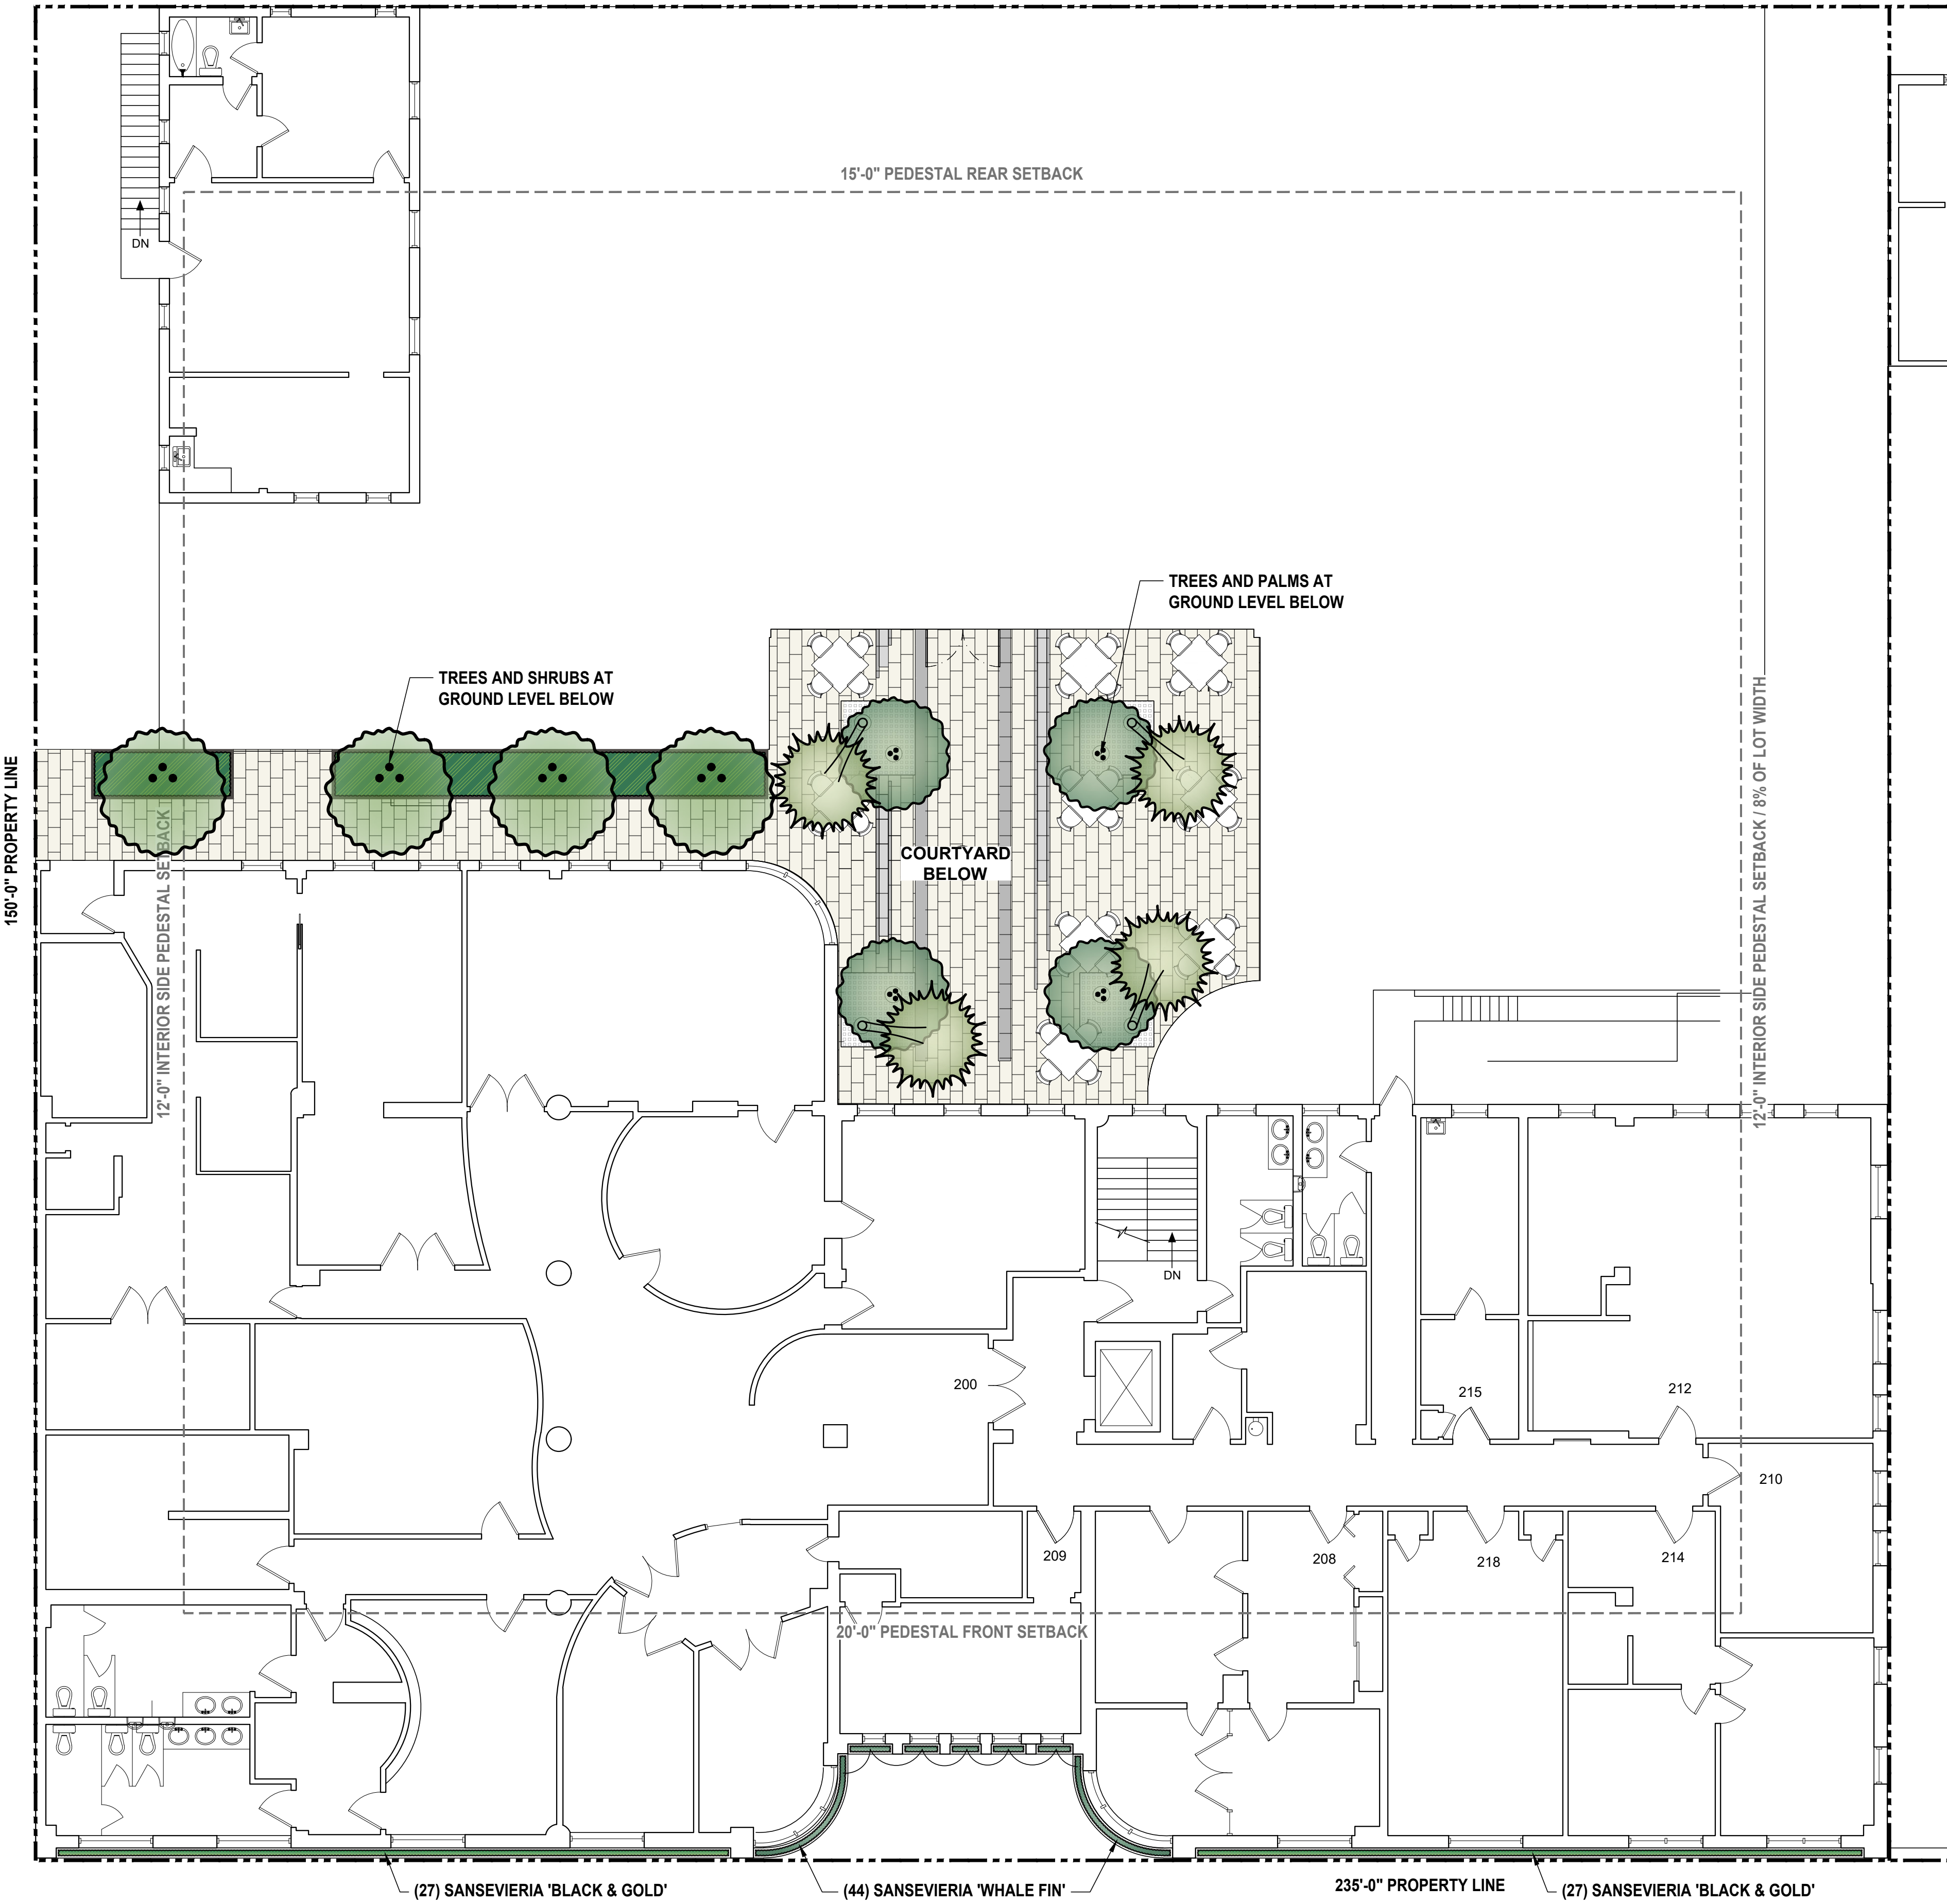 15'-0" PEDESTAL REAR SETBACK
DN
TREES AND PALMS AT
GROUND LEVEL BELOW
TREES AND SHRUBS AT
GROUND LEVEL BELOW
150'-0" PROPERTY LINE
12'-0" INTERIOR SIDE PEDESTAL SETBACK
COURTYARD
BELOW
12'-0" INTERIOR SIDE PEDESTAL SETBACK / 8% OF LOT WIDTH
DN
200
215
212
210
209
208
218
214
20'-0" PEDESTAL FRONT SETBACK
(27) SANSEVIERIA 'BLACK & GOLD'
(44) SANSEVIERIA 'WHALE FIN'
235'-0" PROPERTY LINE
(27) SANSEVIERIA 'BLACK & GOLD'